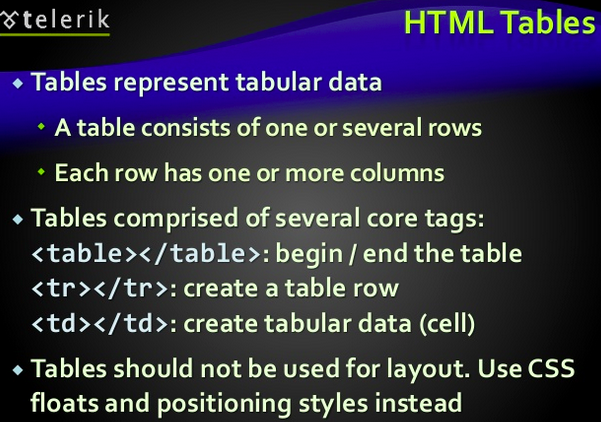 telerik
HTML Tables
Tables represent tabular data
A table consists of one or several rows
Each row has one or more columns
Tables comprised of several core tags:
<table></table>: begin / end the table
<tr></tr>: create a table row
<td></td>: create tabular data (cell)
Tables should not be used for layout. Use CSS
floats and positioning styles instead